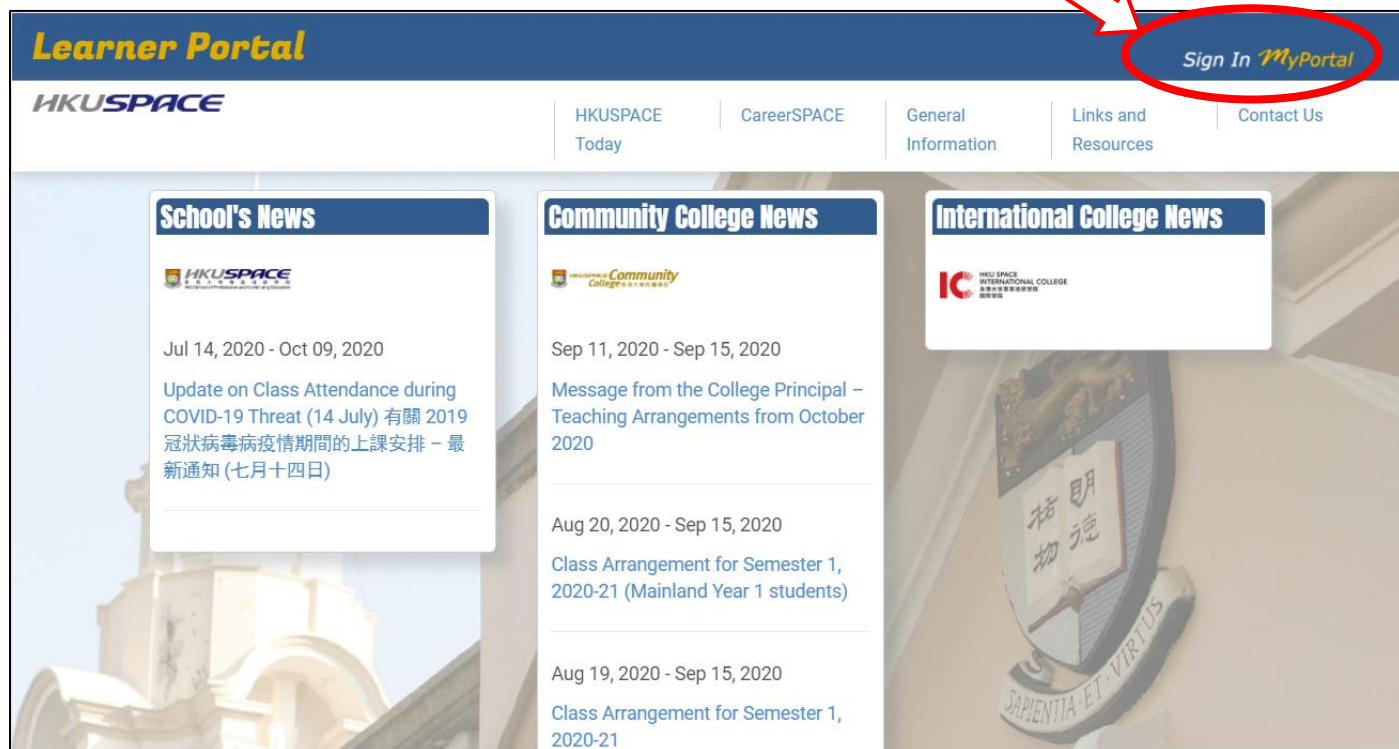 Learner Portal
Sign In MyPortal
HKUSPACE
HKUSPACE
Today
CareerSPACE
General
Information
Links and
Resources
Contact Us
School's News
HKUSPACE
Jul 14, 2020 - Oct 09, 2020
Update on Class Attendance during
COVID-19 Threat (14 July) 有關 2019
冠狀病毒病疫情期間的上課安排 – 最
新通知 (七月十四日)
Community College News
HKUSPACE Community
College
Sep 11, 2020 - Sep 15, 2020
Message from the College Principal –
Teaching Arrangements from October
2020
Aug 20, 2020 - Sep 15, 2020
Class Arrangement for Semester 1,
2020-21 (Mainland Year 1 students)
Aug 19, 2020 - Sep 15, 2020
Class Arrangement for Semester 1,
2020-21
International College News
IC HKU SPACE
INTERNATIONAL COLLEGE
明德
格物
SAPIENTIA·ET·VIRTUS